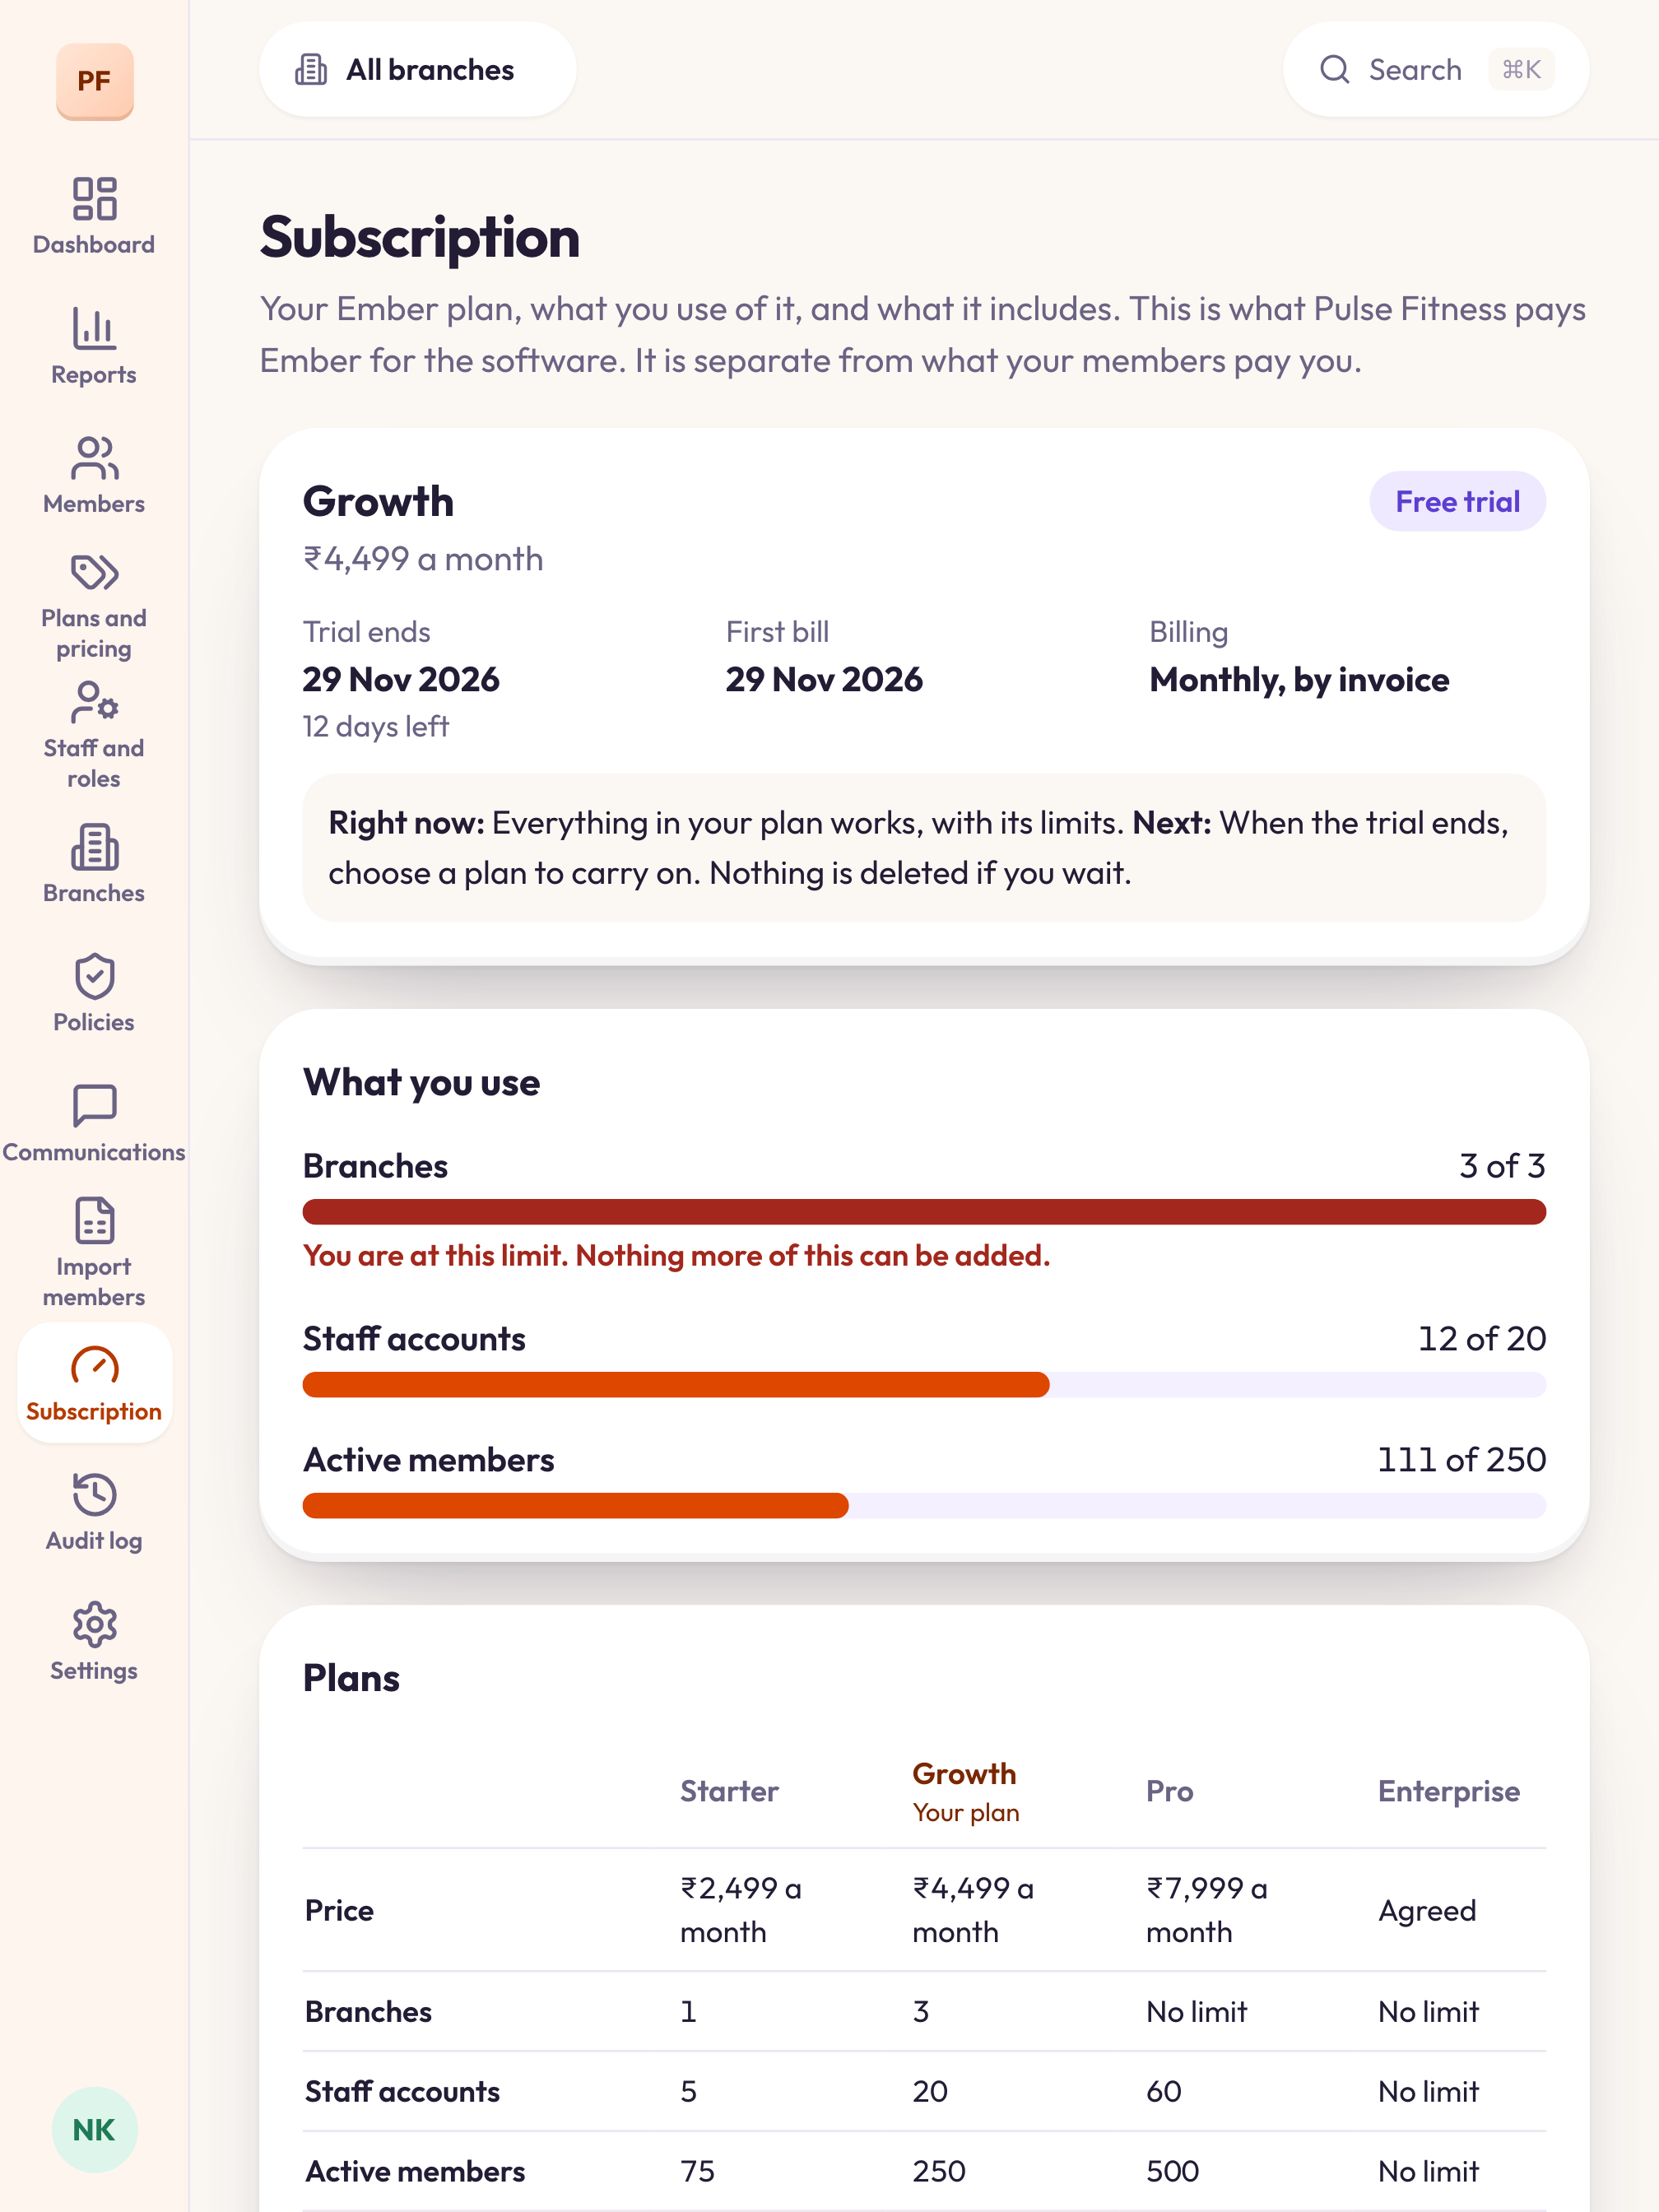 PF
All branches
Search ⌘K
Dashboard
Reports
Members
Plans and
pricing
Staff and
roles
Branches
Policies
Communications
Import
members
Subscription
Audit log
Settings
NK
Subscription
Your Ember plan, what you use of it, and what it includes. This is what Pulse Fitness pays
Ember for the software. It is separate from what your members pay you.
Growth
Free trial
₹4,499 a month
Trial ends
First bill
Billing
29 Nov 2026
29 Nov 2026
Monthly, by invoice
12 days left
Right now: Everything in your plan works, with its limits. Next: When the trial ends,
choose a plan to carry on. Nothing is deleted if you wait.
What you use
Branches 3 of 3
You are at this limit. Nothing more of this can be added.
Staff accounts 12 of 20
Active members 111 of 250
Plans
Starter Growth Pro Enterprise
Your plan
Price ₹2,499 a month ₹4,499 a month ₹7,999 a month Agreed
Branches 1 3 No limit No limit
Staff accounts 5 20 60 No limit
Active members 75 250 500 No limit